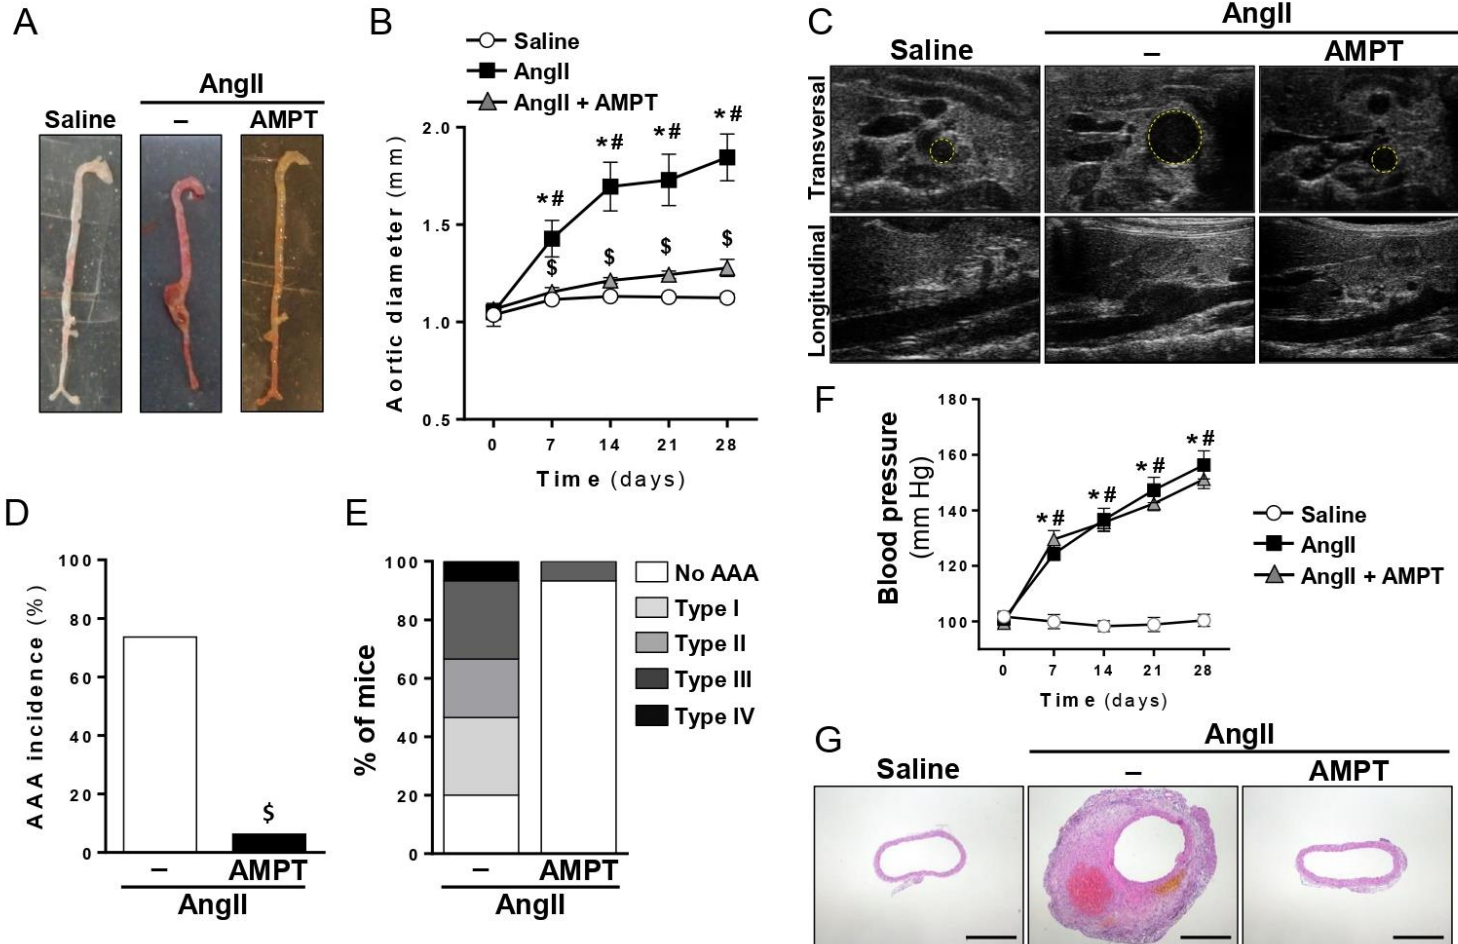 A
AngII
Saline
–
AMPT
B
Saline
AngII
AngII + AMPT
Aortic diameter (mm)
2.0
1.5
1.0
0.5
*#
*#
*#
*#
$
$
$
$
0 7 14 21 28
Time (days)
C
AngII
Saline
–
AMPT
Transversal
Longitudinal
D
AAA incidence (%)
100
80
60
40
20
0
$
– AMPT
AngII
E
% of mice
100
80
60
40
20
0
– AMPT
AngII
No AAA
Type I
Type II
Type III
Type IV
F
Blood pressure
(mm Hg)
180
160
140
120
100
*#
*#
*#
*#
0 7 14 21 28
Time (days)
Saline
AngII
AngII + AMPT
G
AngII
Saline
–
AMPT